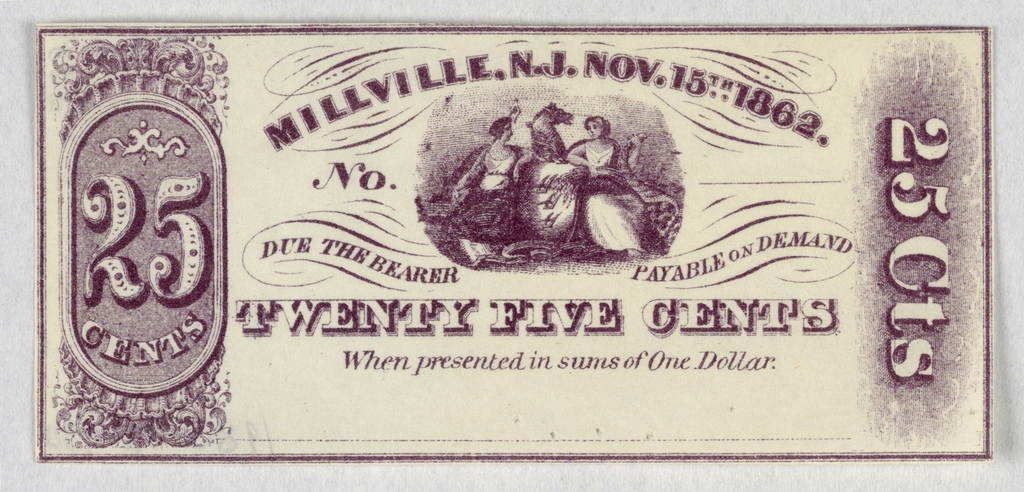 MILLVILLE, N.J. NOV. 15TH 1862.
No.
25
CENTS
DUE THE BEARER
PAYABLE ON DEMAND
TWENTY FIVE CENTS
When presented in sums of One Dollar.
25 Cts